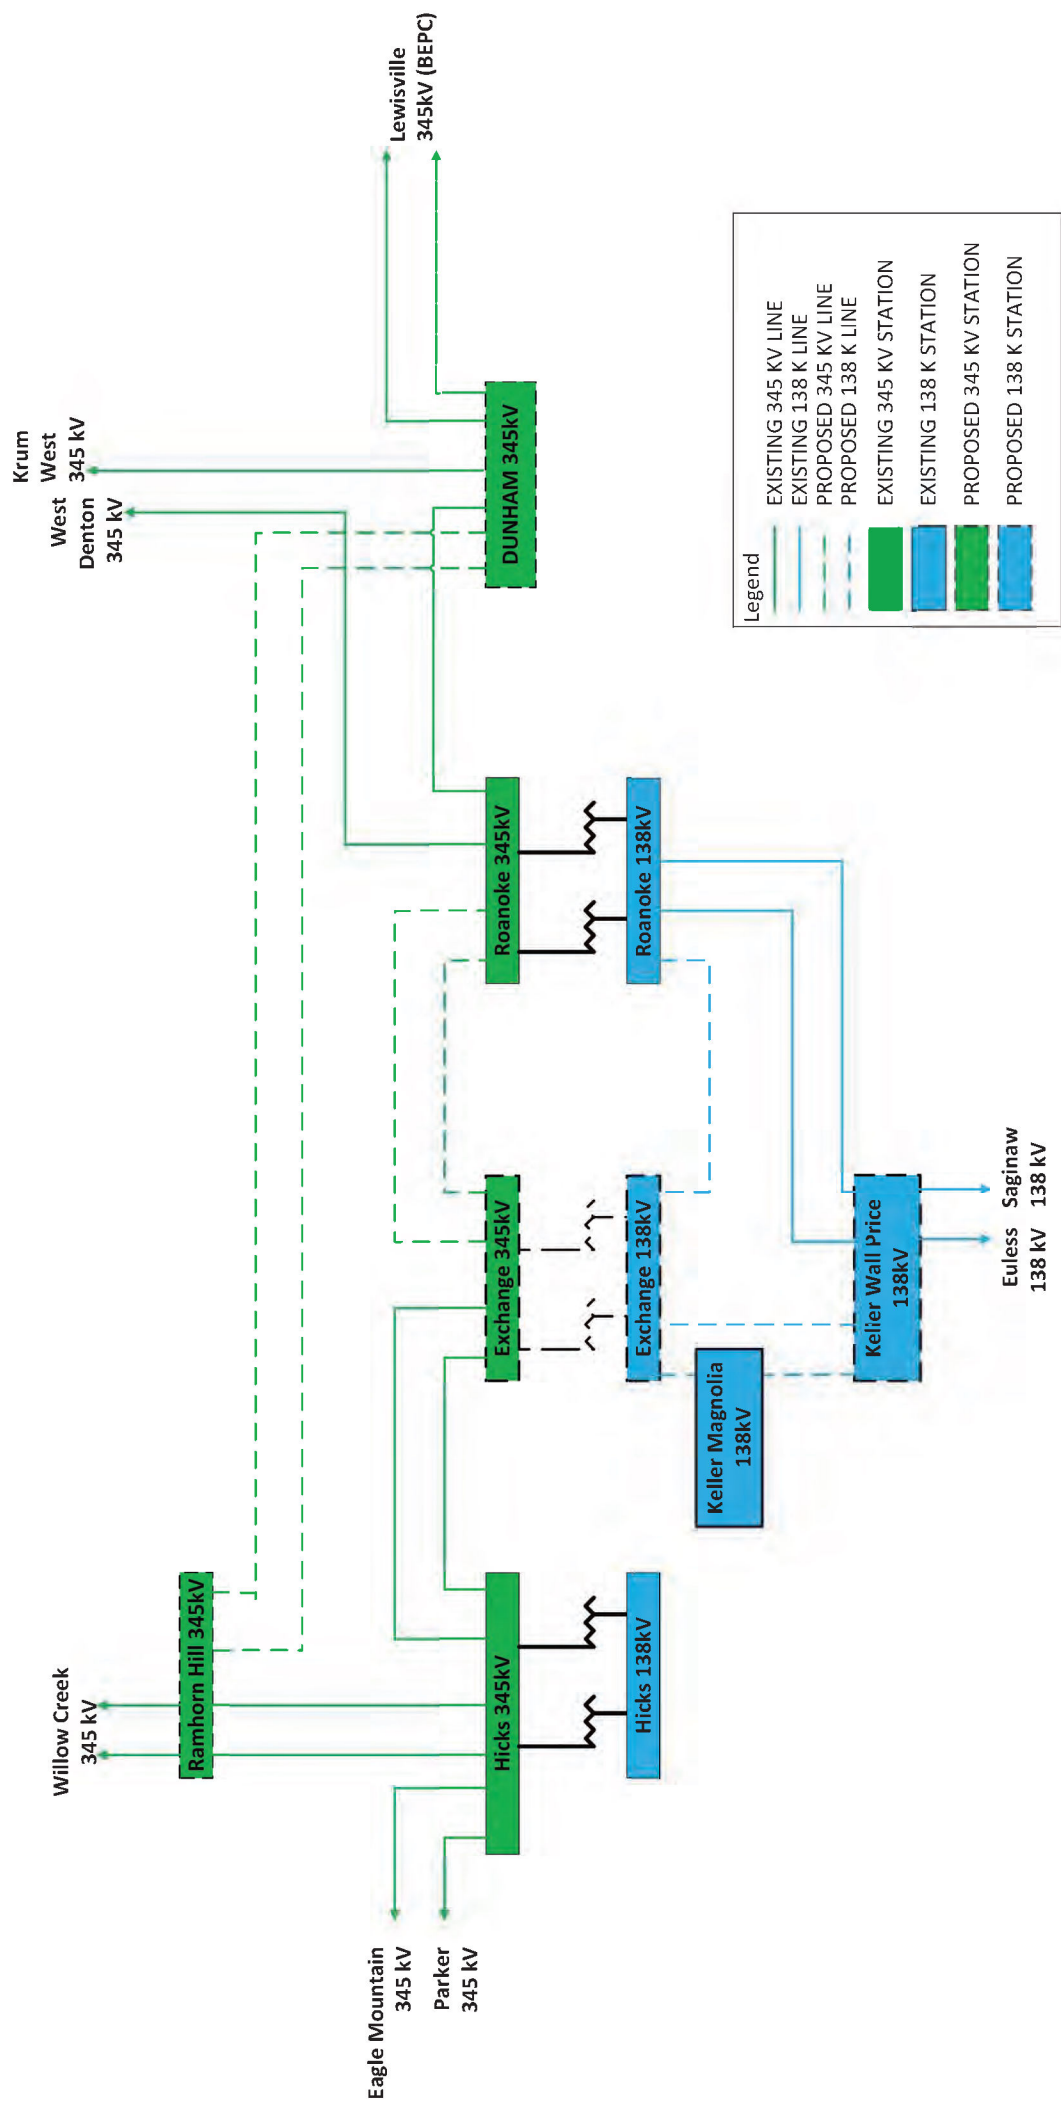 Krum
West
345 kV
West
Denton
345 kV
Lewisville
345kV (BEPC)
Willow Creek
345 kV
Ramhorn Hill 345kV
Eagle Mountain
345 kV
Parker
345 kV
Hicks 345kV
Exchange 345kV
Roanoke 345kV
DUNHAM 345kV
Hicks 138kV
Exchange 138kV
Roanoke 138kV
Keller Magnolia
138kV
Keller Wall Price
138kV
Euless
138 kV
Saginaw
138 kV
Legend
EXISTING 345 KV LINE
EXISTING 138 K LINE
PROPOSED 345 KV LINE
PROPOSED 138 K LINE
EXISTING 345 KV STATION
EXISTING 138 K STATION
PROPOSED 345 KV STATION
PROPOSED 138 K STATION